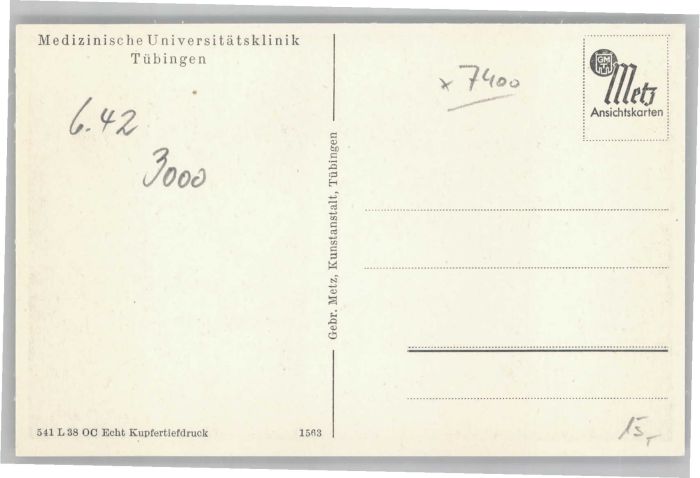 Medizinische Universitätsklinik
Tübingen
6.42
3000
541 L 38 OC Echt Kupfertiefdruck
1563
Gebr. Metz, Kunstanstalt, Tübingen
x 7400
GMT
Metz
Ansichtskarten
15,-